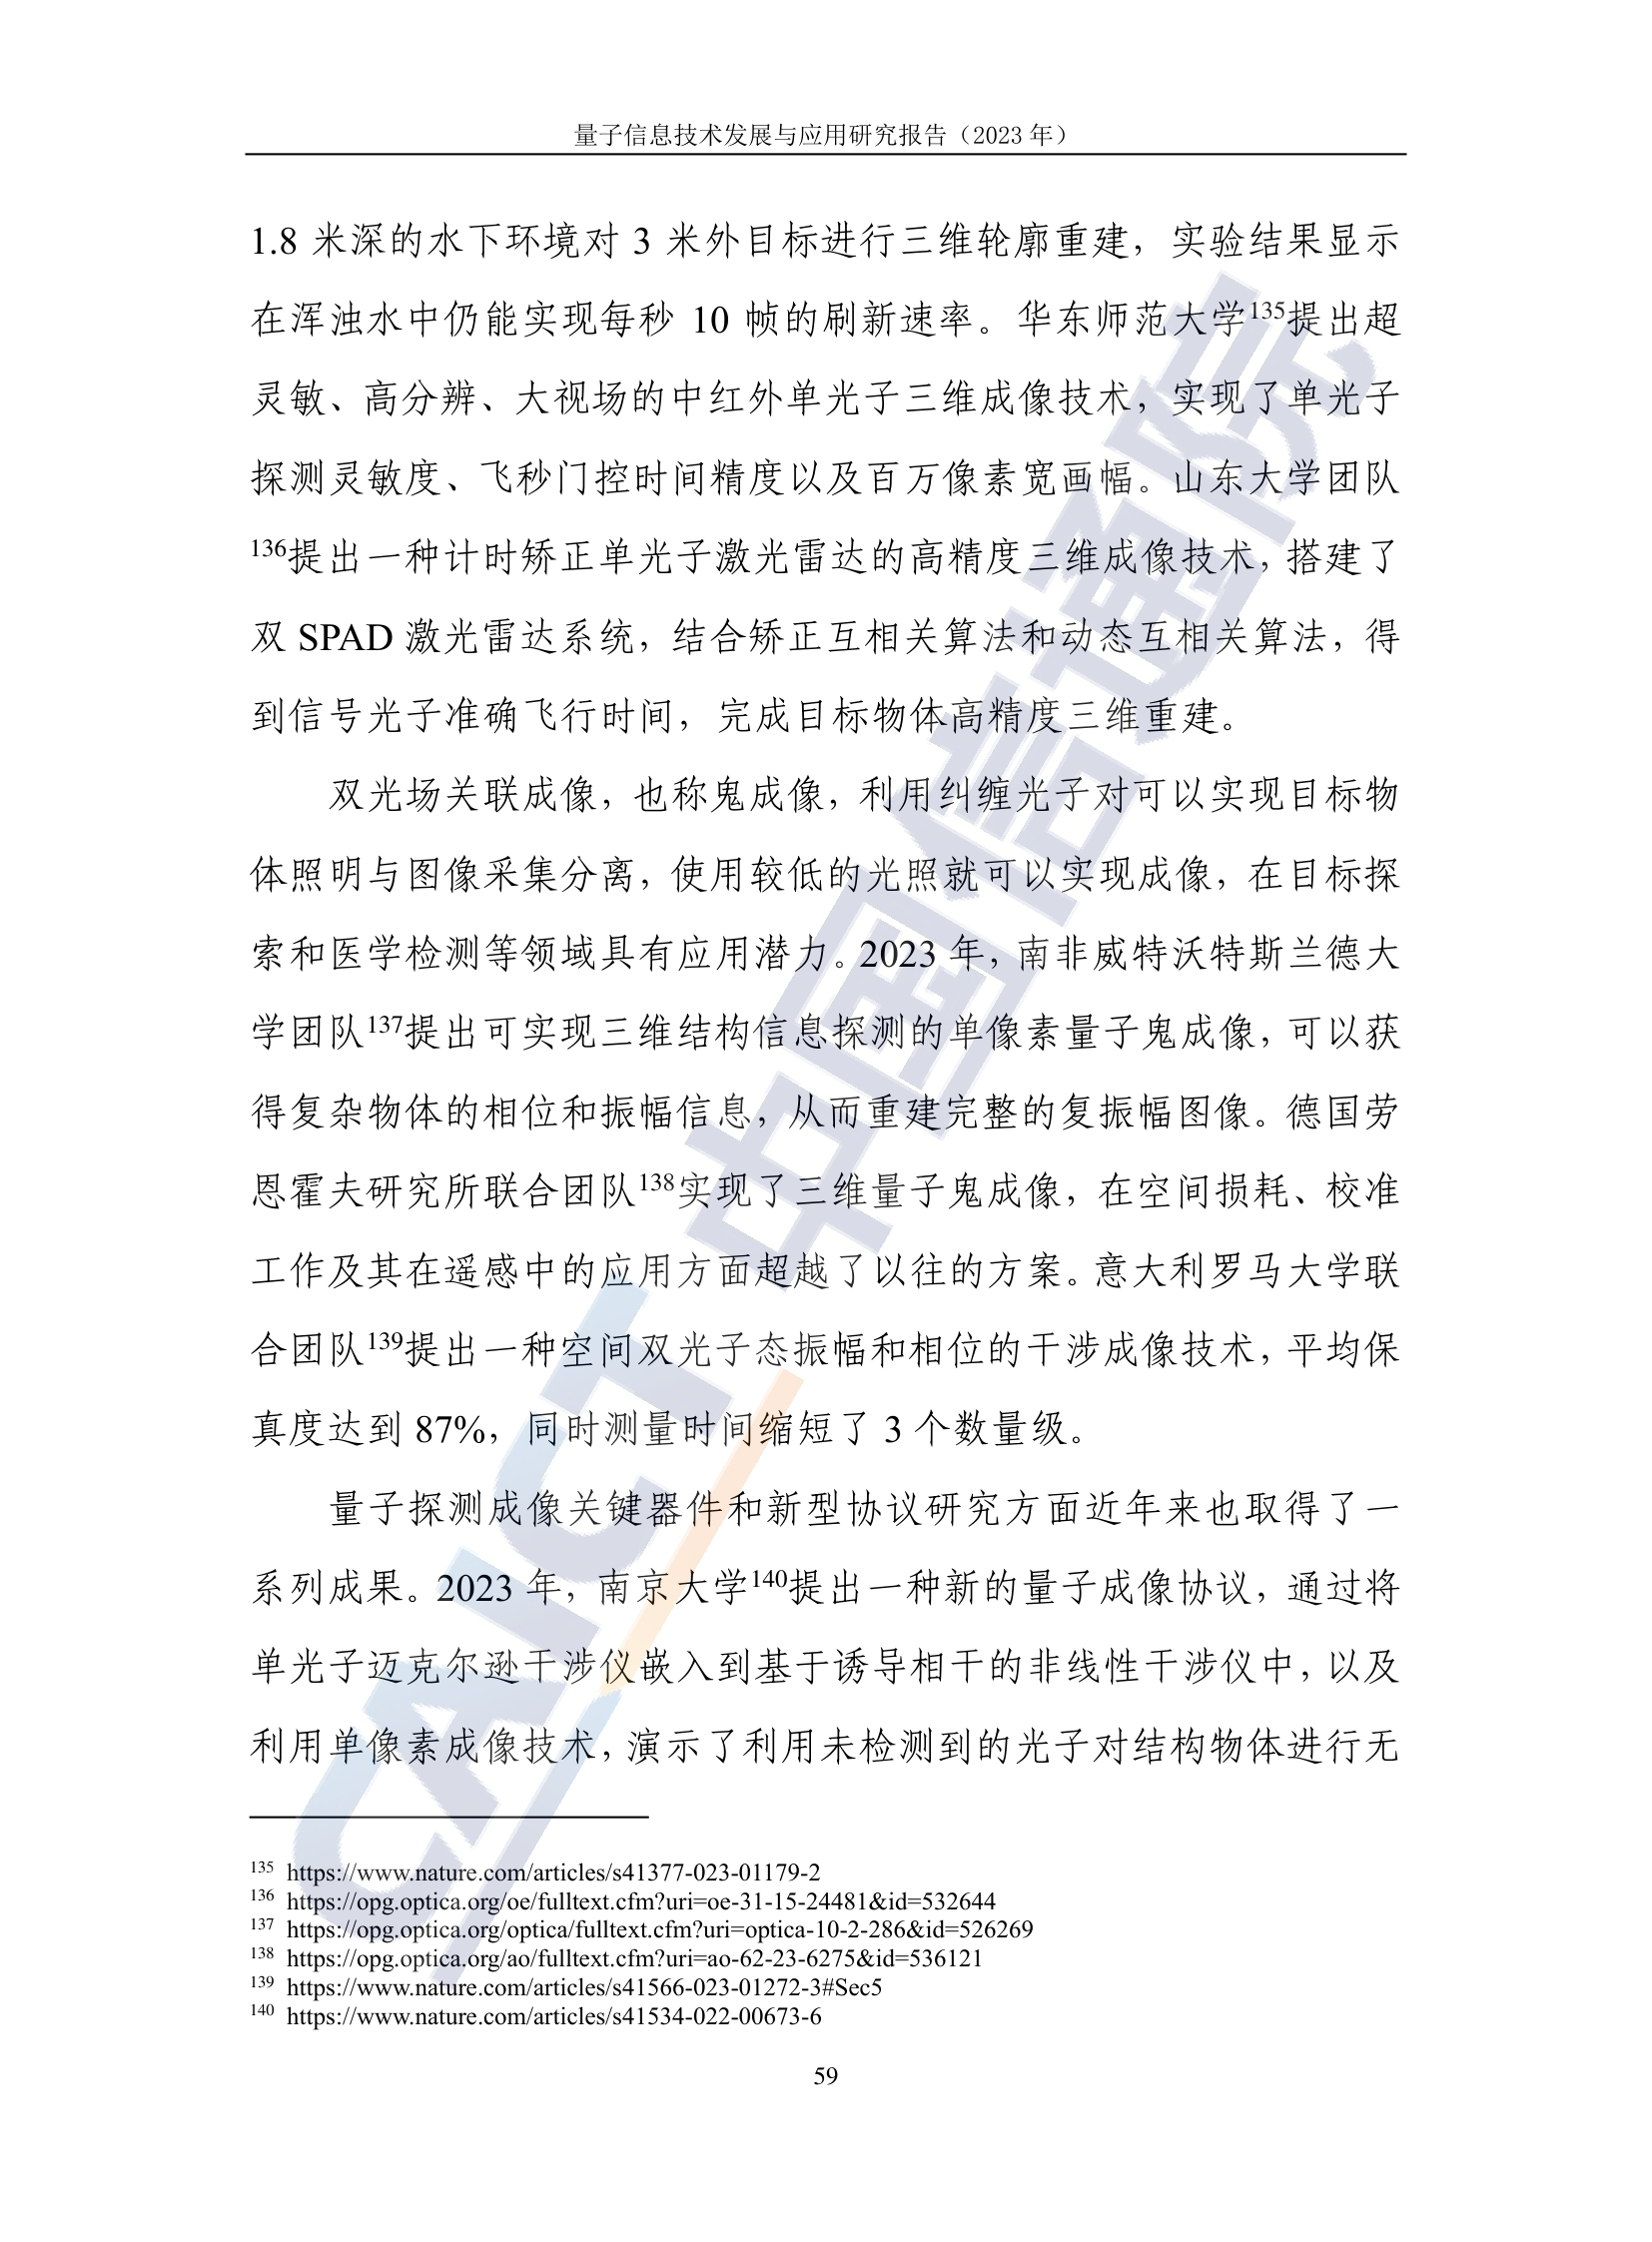 量子信息技术发展与应用研究报告（2023 年）
1.8 米深的水下环境对 3 米外目标进行三维轮廓重建，实验结果显示
在浑浊水中仍能实现每秒 10 帧的刷新速率。华东师范大学135提出超
灵敏、高分辨、大视场的中红外单光子三维成像技术，实现了单光子
探测灵敏度、飞秒门控时间精度以及百万像素宽画幅。山东大学团队
136提出一种计时矫正单光子激光雷达的高精度三维成像技术，搭建了
双 SPAD 激光雷达系统，结合矫正互相关算法和动态互相关算法，得
到信号光子准确飞行时间，完成目标物体高精度三维重建。
双光场关联成像，也称鬼成像，利用纠缠光子对可以实现目标物
体照明与图像采集分离，使用较低的光照就可以实现成像，在目标探
索和医学检测等领域具有应用潜力。2023 年，南非威特沃特斯兰德大
学团队137提出可实现三维结构信息探测的单像素量子鬼成像，可以获
得复杂物体的相位和振幅信息，从而重建完整的复振幅图像。德国劳
恩霍夫研究所联合团队138实现了三维量子鬼成像，在空间损耗、校准
工作及其在遥感中的应用方面超越了以往的方案。意大利罗马大学联
合团队139提出一种空间双光子态振幅和相位的干涉成像技术，平均保
真度达到 87%，同时测量时间缩短了 3 个数量级。
量子探测成像关键器件和新型协议研究方面近年来也取得了一
系列成果。2023 年，南京大学140提出一种新的量子成像协议，通过将
单光子迈克尔逊干涉仪嵌入到基于诱导相干的非线性干涉仪中，以及
利用单像素成像技术，演示了利用未检测到的光子对结构物体进行无
135 https://www.nature.com/articles/s41377-023-01179-2
136 https://opg.optica.org/oe/fulltext.cfm?uri=oe-31-15-24481&id=532644
137 https://opg.optica.org/optica/fulltext.cfm?uri=optica-10-2-286&id=526269
138 https://opg.optica.org/ao/fulltext.cfm?uri=ao-62-23-6275&id=536121
139 https://www.nature.com/articles/s41566-023-01272-3#Sec5
140 https://www.nature.com/articles/s41534-022-00673-6
59
CAICT 中国信通院